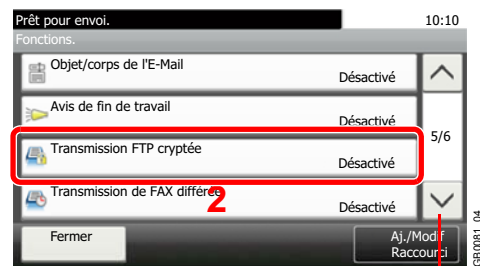 Prêt pour envoi. 10:10
Fonctions.
Objet/corps de l'E-Mail
Désactivé
Avis de fin de travail
Désactivé
5/6
Transmission FTP cryptée
Désactivé
Transmission de FAX différée
2
Désactivé
Fermer
Aj./Modif
Raccourci
GB0081_04